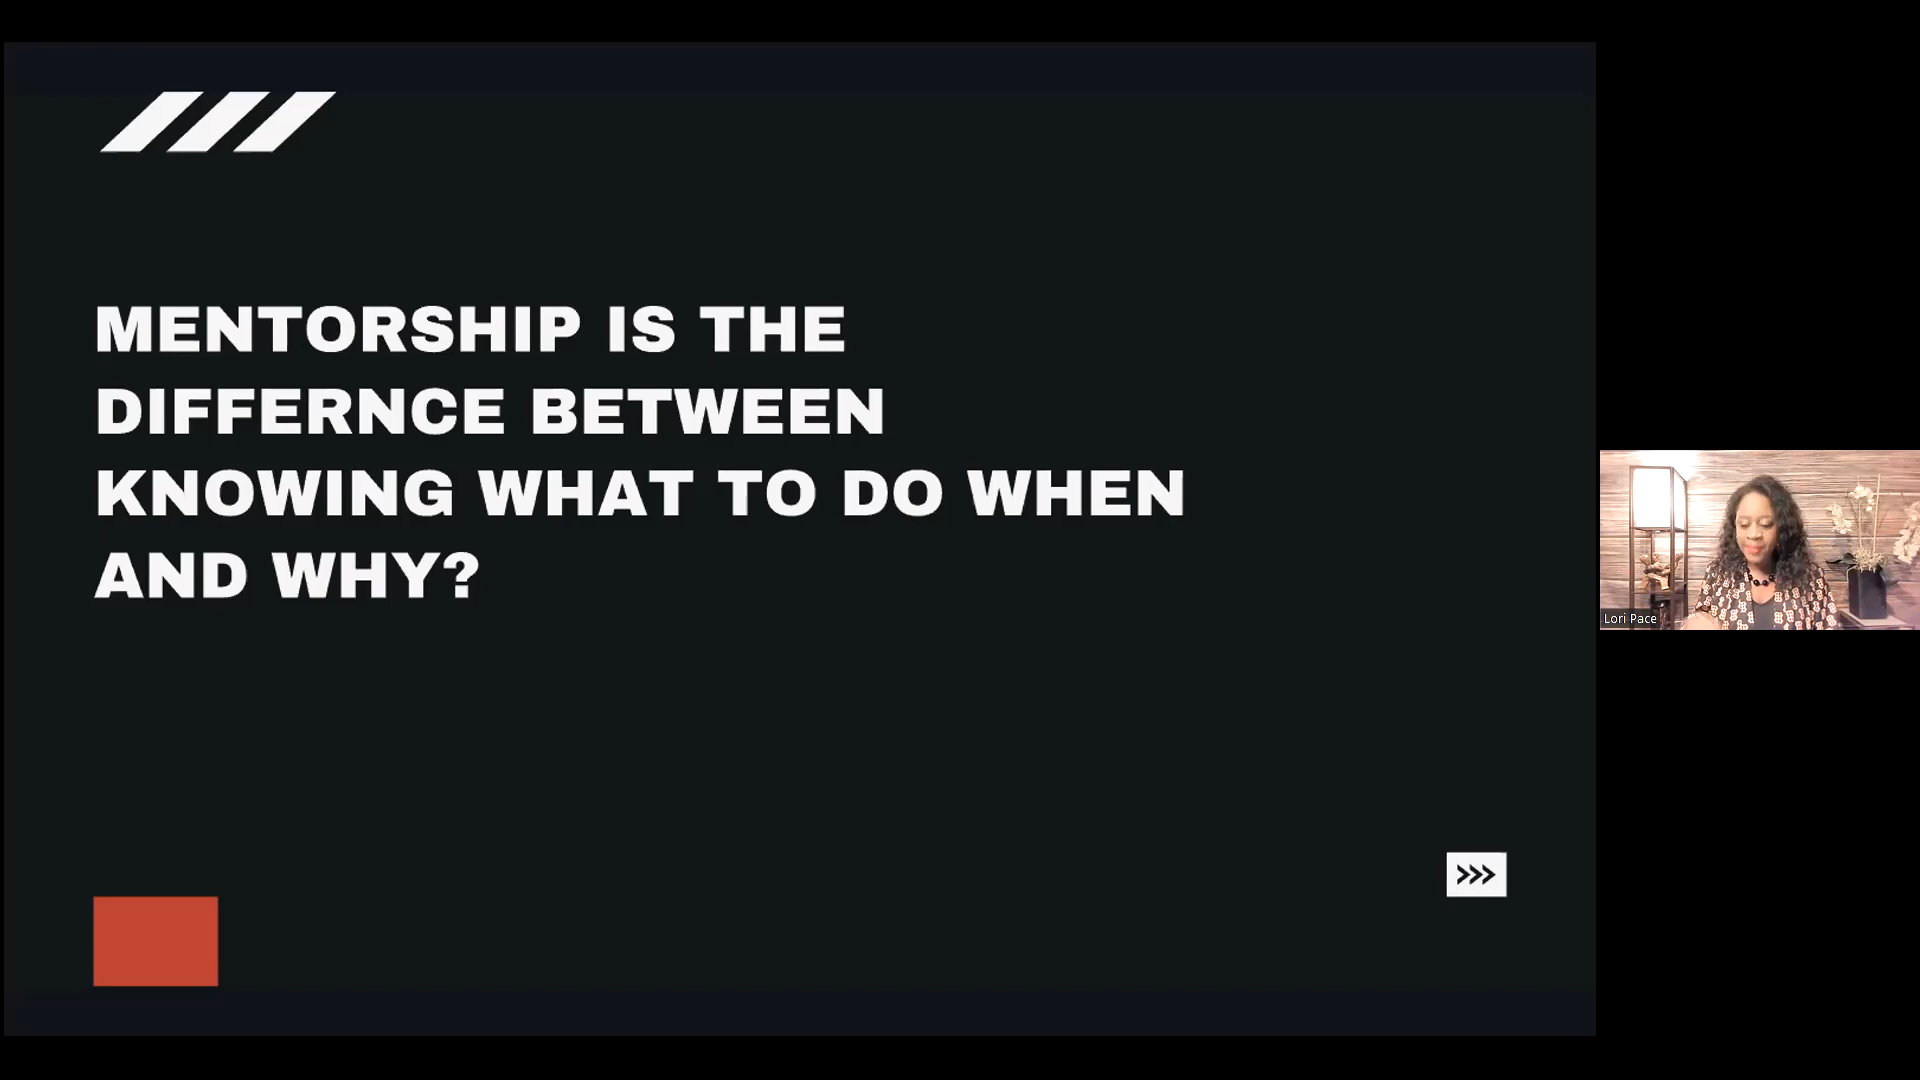 MENTORSHIP IS THE
DIFFERNCE BETWEEN
KNOWING WHAT TO DO WHEN
AND WHY?
Lori Pace